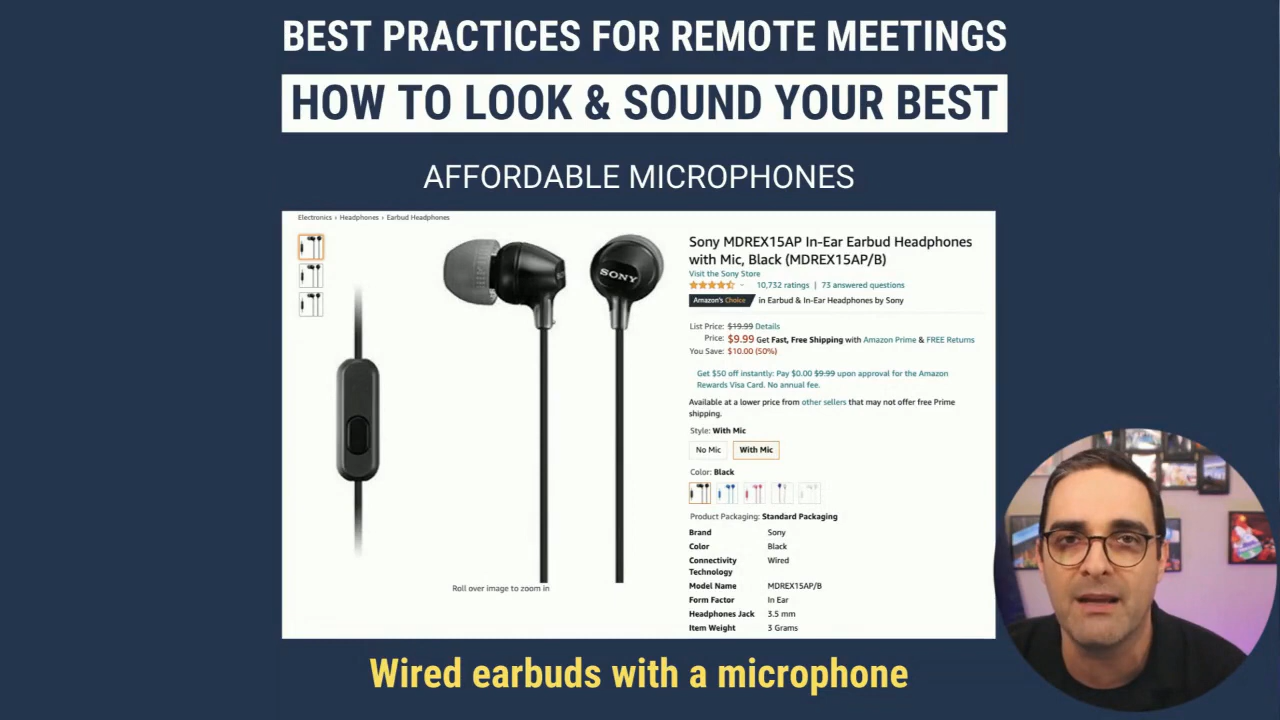 BEST PRACTICES FOR REMOTE MEETINGS
HOW TO LOOK & SOUND YOUR BEST
AFFORDABLE MICROPHONES
Electronics › Headphones › Earbud Headphones
SONY
Roll over image to zoom in
Sony MDREX15AP In-Ear Earbud Headphones
with Mic, Black (MDREX15AP/B)
Visit the Sony Store
10,732 ratings | 73 answered questions
Amazon's Choice in Earbud & In-Ear Headphones by Sony
List Price: $19.99 Details
Price: $9.99 Get Fast, Free Shipping with Amazon Prime & FREE Returns
You Save: $10.00 (50%)
Get $50 off instantly: Pay $0.00 $9.99 upon approval for the Amazon
Rewards Visa Card. No annual fee.
Available at a lower price from other sellers that may not offer free Prime
shipping.
Style: With Mic
No Mic With Mic
Color: Black
Product Packaging: Standard Packaging
Brand Sony
Color Black
Connectivity Wired
Technology
Model Name MDREX15AP/B
Form Factor In Ear
Headphones Jack 3.5 mm
Item Weight 3 Grams
Wired earbuds with a microphone